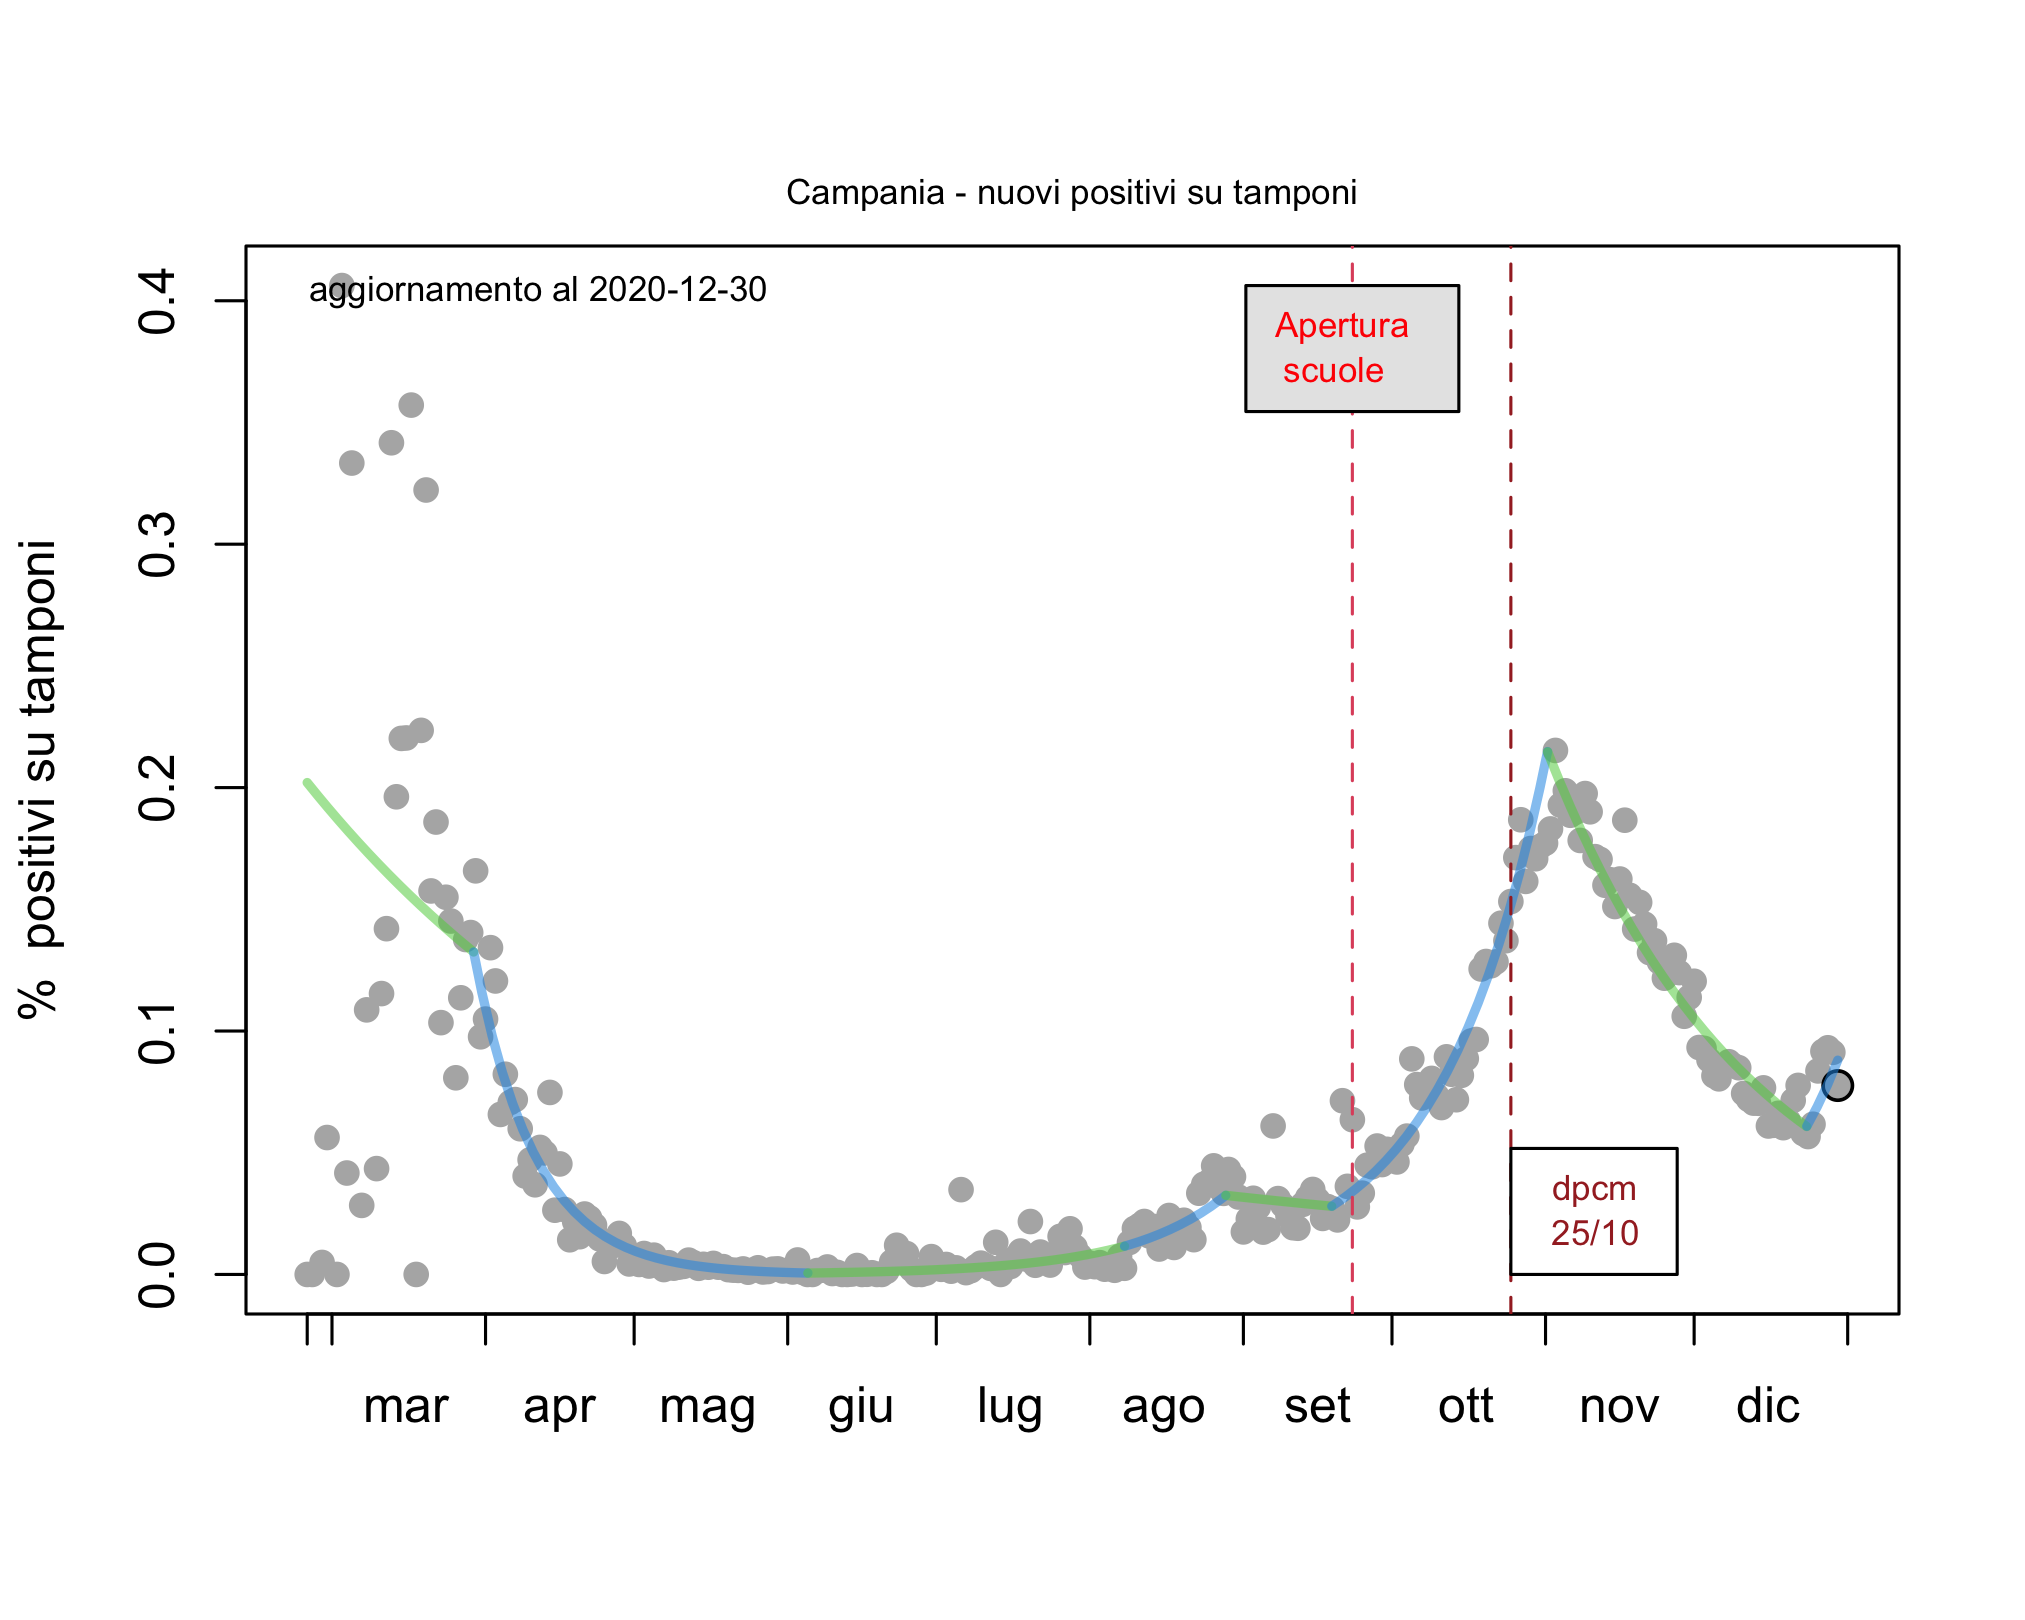 Campania - nuovi positivi su tamponi
aggiornamento al 2020-12-30
Apertura
scuole
dpcm
25/10
% positivi su tamponi
0.4
0.3
0.2
0.1
0.0
mar apr mag giu lug ago set ott nov dic